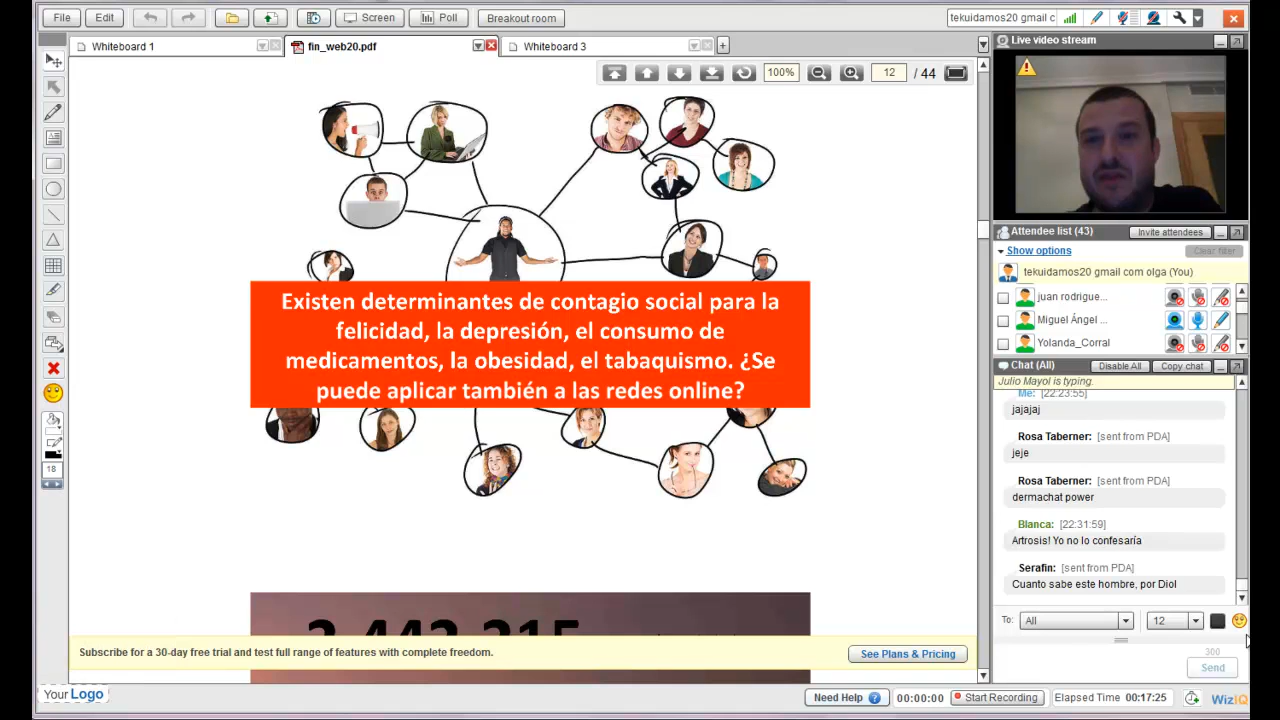 File
Edit
Screen
Poll
Breakout room
tekuidamos20 gmail c
Whiteboard 1
fin_web20.pdf
Whiteboard 3
100%
12
/ 44
Existen determinantes de contagio social para la
felicidad, la depresión, el consumo de
medicamentos, la obesidad, el tabaquismo. ¿Se
puede aplicar también a las redes online?
18
Subscribe for a 30-day free trial and test full range of features with complete freedom.
See Plans & Pricing
Your Logo
Need Help
?
00:00:00
Start Recording
Elapsed Time
00:17:25
WizIQ
Live video stream
Attendee list (43)
Invite attendees
Show options
Clear filter
tekuidamos20 gmail com olga (You)
juan rodrigue...
Miguel Ángel ...
Yolanda_Corral
Chat (All)
Disable All
Copy chat
Julio Mayol is typing.
Me: [22:23:55]
jajajaj
Rosa Taberner: [sent from PDA]
jeje
Rosa Taberner: [sent from PDA]
dermachat power
Blanca: [22:31:59]
Artrosis! Yo no lo confesaría
Serafin: [sent from PDA]
Cuanto sabe este hombre, por Diol
To:
All
12
300
Send